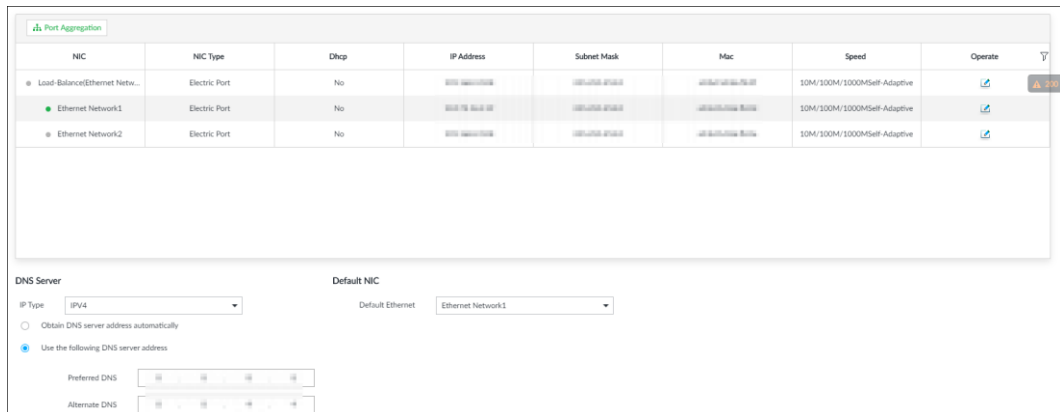 Port Aggregation
NIC NIC Type Dhcp IP Address Subnet Mask Mac Speed Operate
Load-Balance(Ethernet Netw... Electric Port No 10M/100M/1000MSelf-Adaptive
200
Ethernet Network1 Electric Port No 10M/100M/1000MSelf-Adaptive
Ethernet Network2 Electric Port No 10M/100M/1000MSelf-Adaptive
DNS Server Default NIC
IP Type IPV4 Default Ethernet Ethernet Network1
Obtain DNS server address automatically
Use the following DNS server address
Preferred DNS
Alternate DNS